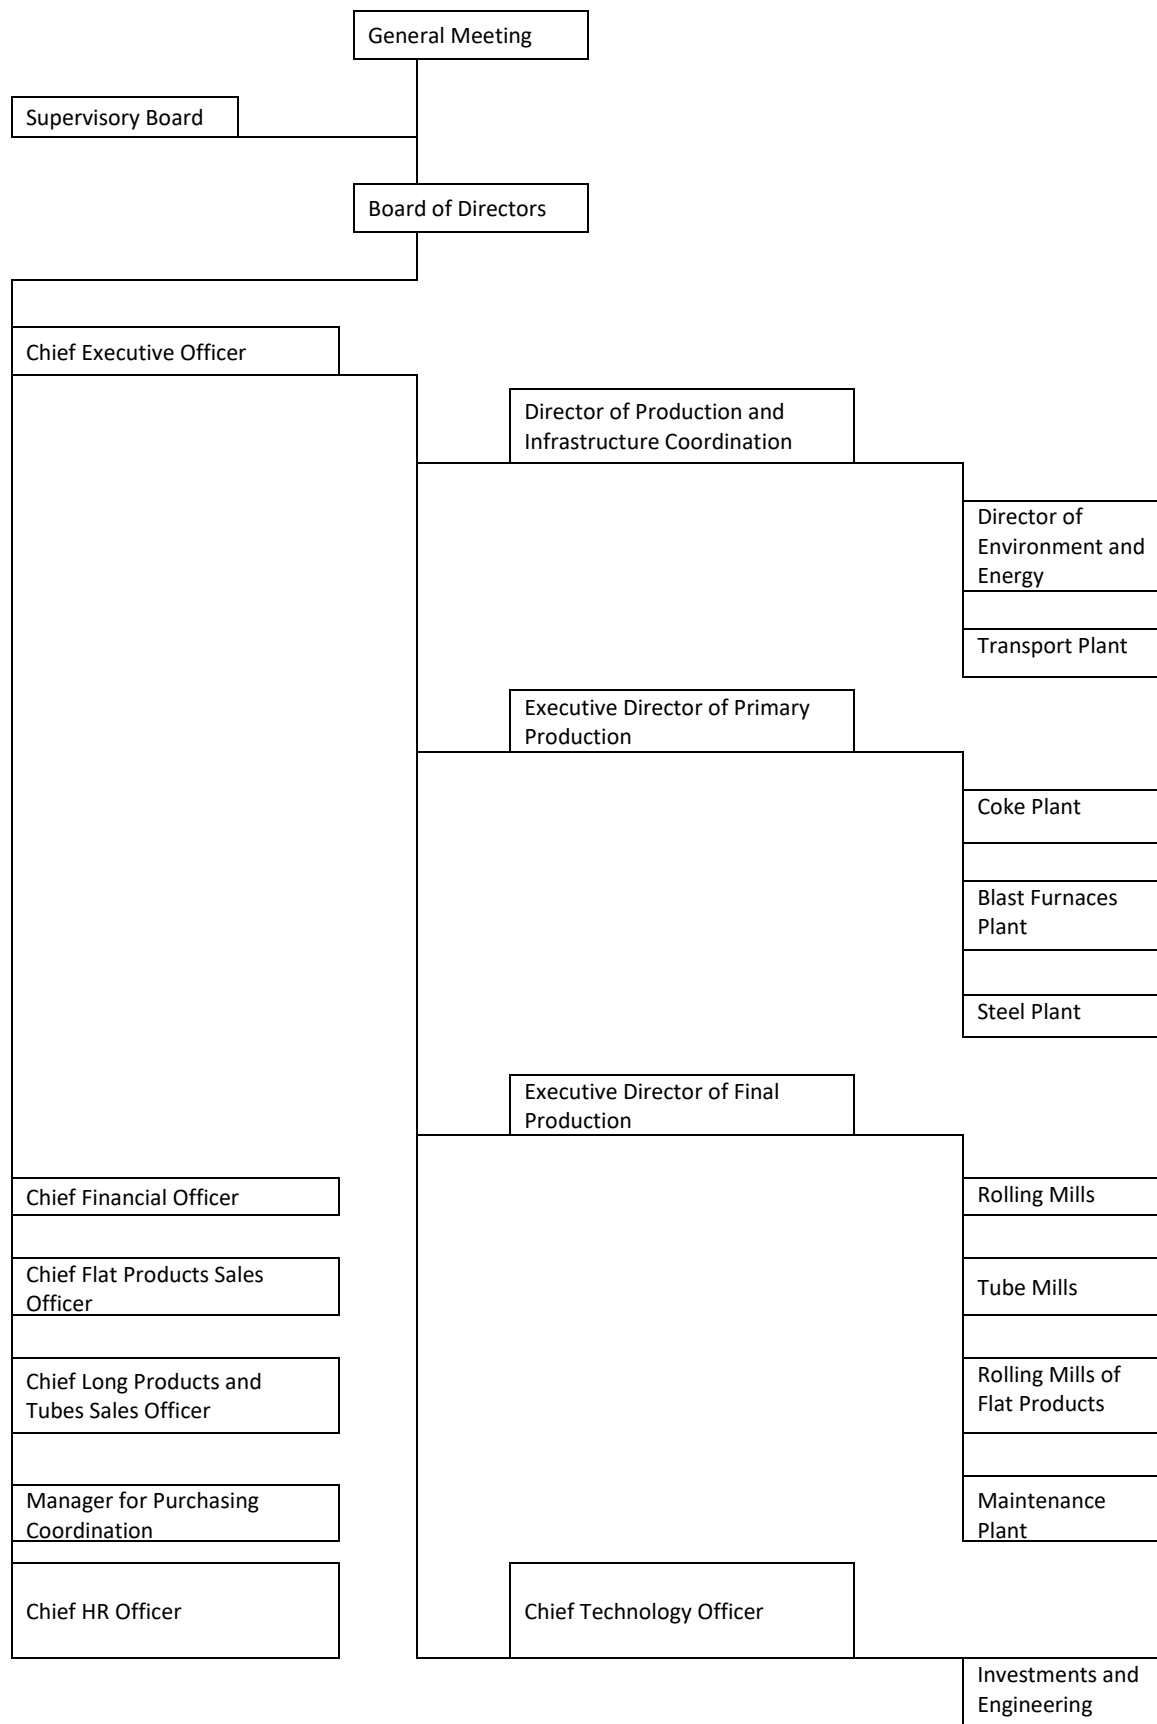 General Meeting
Supervisory Board
Board of Directors
Chief Executive Officer
Director of Production and
Infrastructure Coordination
Director of
Environment and
Energy
Transport Plant
Executive Director of Primary
Production
Coke Plant
Blast Furnaces
Plant
Steel Plant
Executive Director of Final
Production
Chief Financial Officer
Rolling Mills
Chief Flat Products Sales
Officer
Tube Mills
Chief Long Products and
Tubes Sales Officer
Rolling Mills of
Flat Products
Manager for Purchasing
Coordination
Maintenance
Plant
Chief HR Officer
Chief Technology Officer
Investments and
Engineering